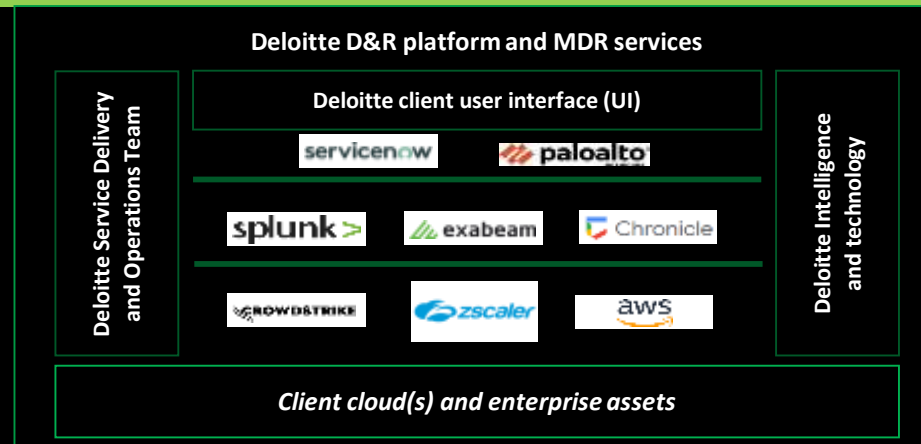 Deloitte D&R platform and MDR services
Deloitte Service Delivery
and Operations Team
Deloitte client user interface (UI)
servicenow
paloalto
splunk>
exabeam
Chronicle
CROWDSTRIKE
zscaler
aws
Deloitte Intelligence
and technology
Client cloud(s) and enterprise assets